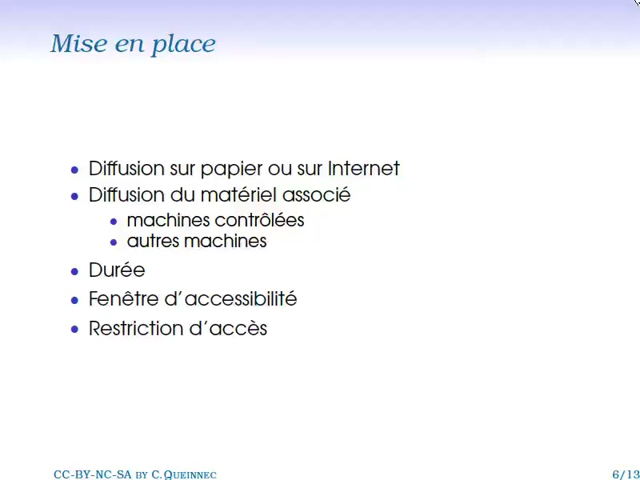 Mise en place
• Diffusion sur papier ou sur Internet
• Diffusion du matériel associé
• machines contrôlées
• autres machines
• Durée
• Fenêtre d'accessibilité
• Restriction d'accès
CC-BY-NC-SA BY C.QUEINNEC 6/13